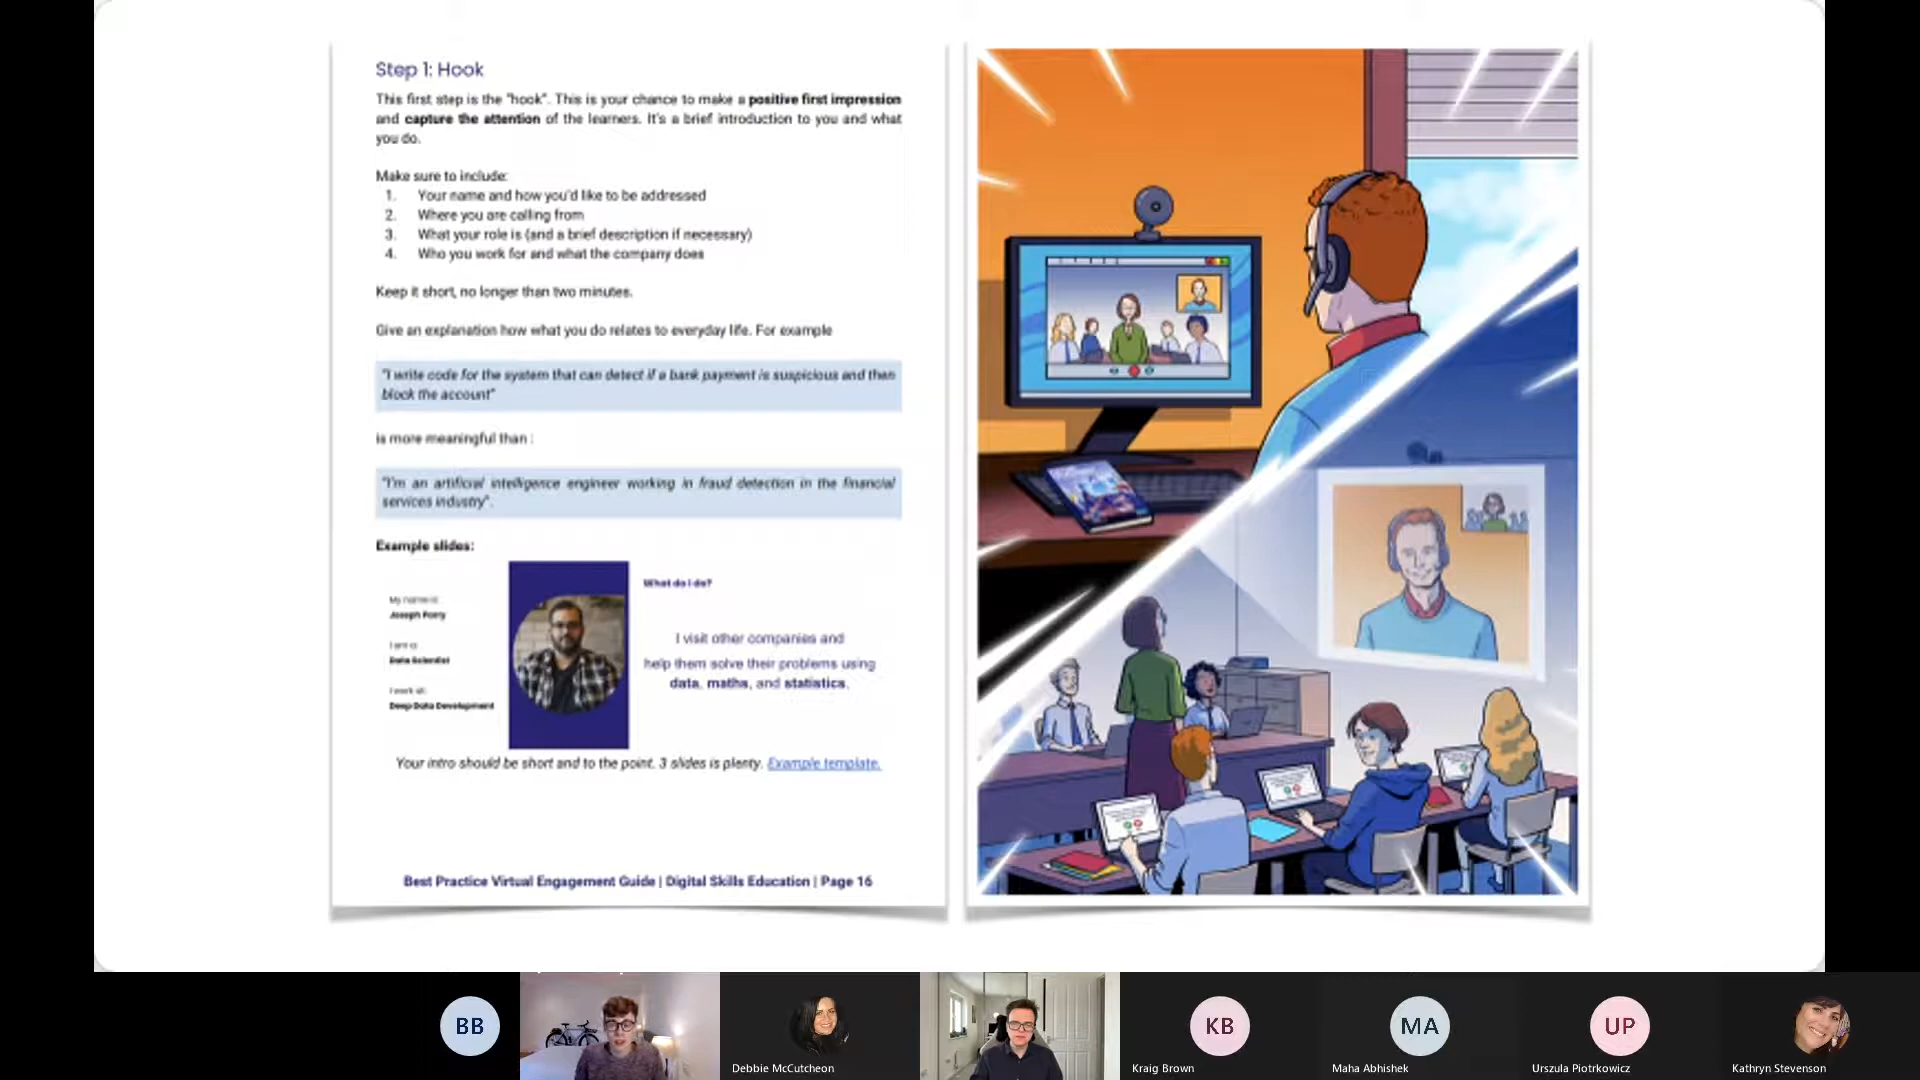 Step 1: Hook
This first step is the "hook". This is your chance to make a positive first impression
and capture the attention of the learners. It's a brief introduction to you and what
you do.
Make sure to include:
1. Your name and how you'd like to be addressed
2. Where you are calling from
3. What your role is (and a brief description if necessary)
4. Who you work for and what the company does
Keep it short, no longer than two minutes.
Give an explanation how what you do relates to everyday life. For example
"I write code for the system that can detect if a bank payment is suspicious and then
block the account"
is more meaningful than :
"I'm an artificial intelligence engineer working in fraud detection in the financial
services industry".
Example slides:
My name is:
Joseph Parry
I am a:
Data Scientist
I work at:
Deep Data Development
What do I do?
I visit other companies and
help them solve their problems using
data, maths, and statistics.
Your intro should be short and to the point. 3 slides is plenty. Example template.
Best Practice Virtual Engagement Guide | Digital Skills Education | Page 16
BB
Debbie McCutcheon
KB
Kraig Brown
MA
Maha Abhishek
UP
Urszula Piotrkowicz
Kathryn Stevenson